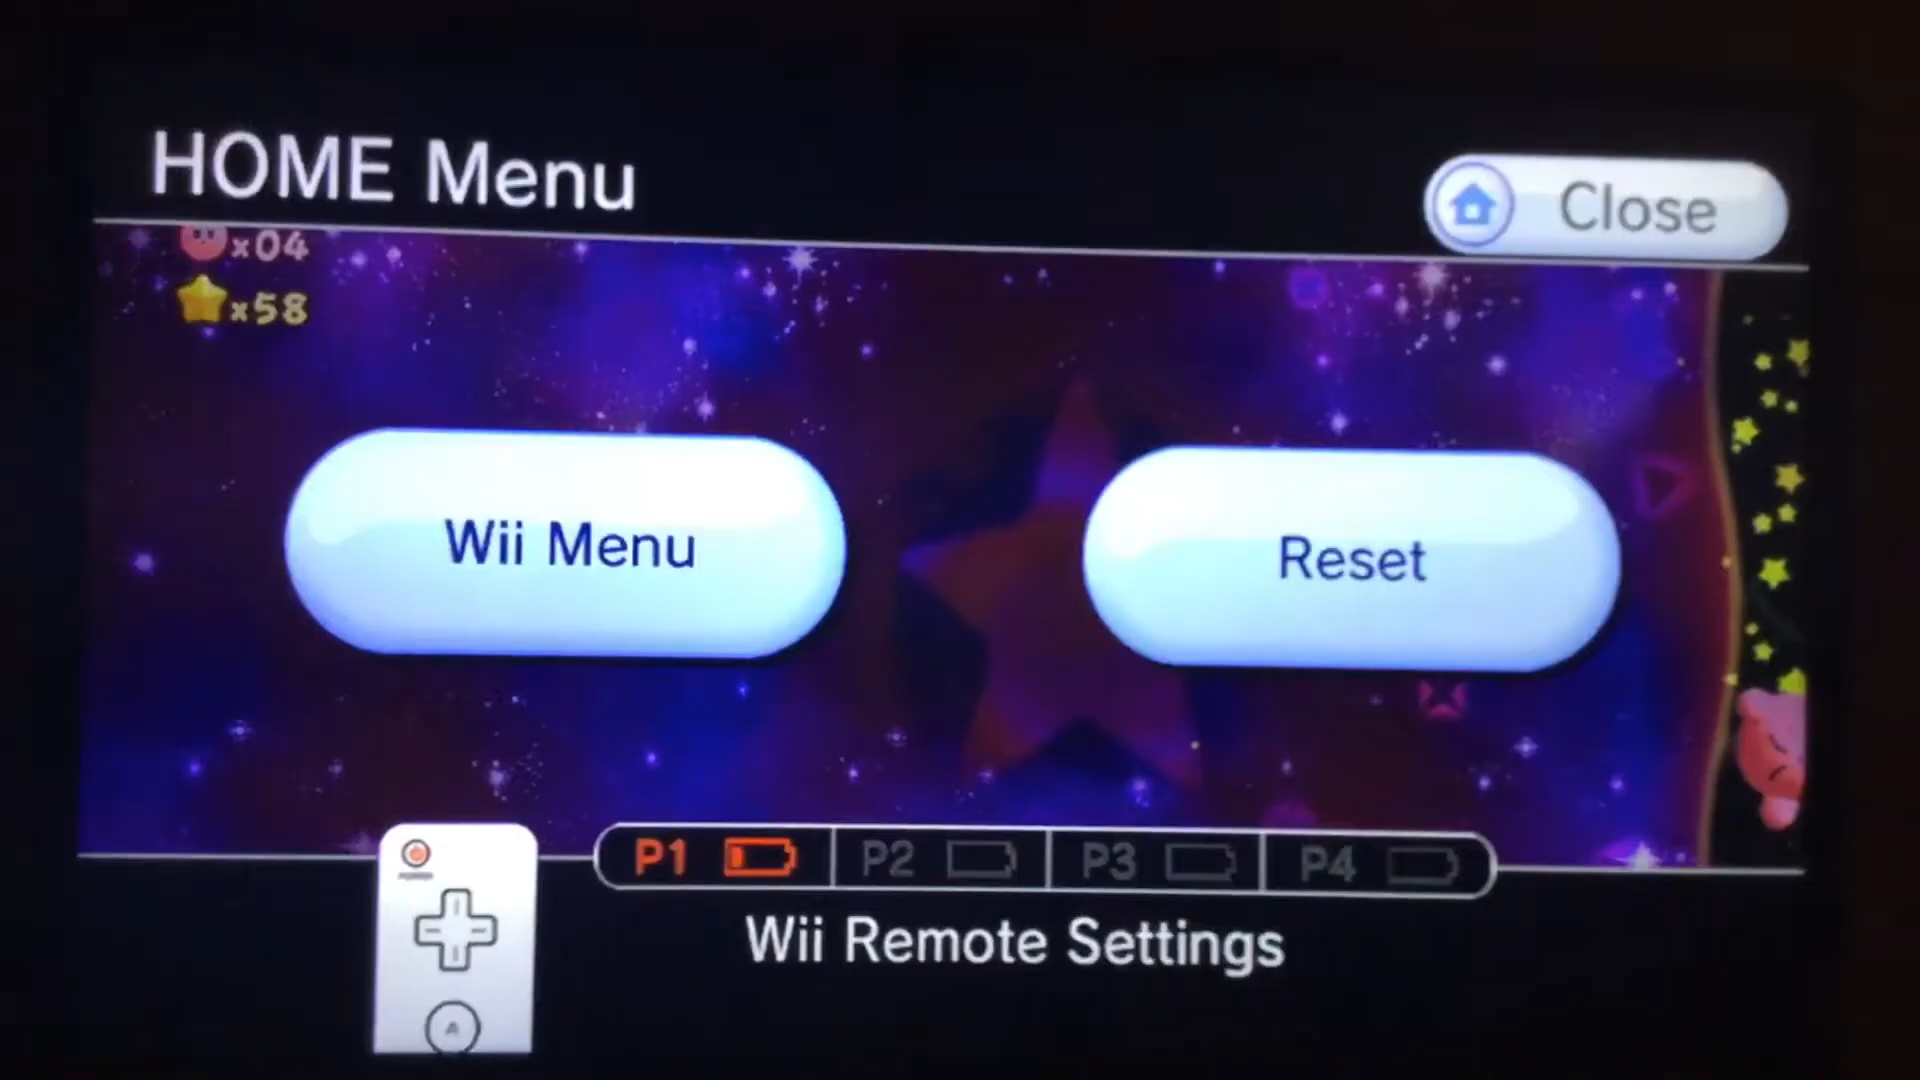 HOME Menu
Close
x04
x58
Wii Menu
Reset
P1
P2
P3
P4
Wii Remote Settings
A